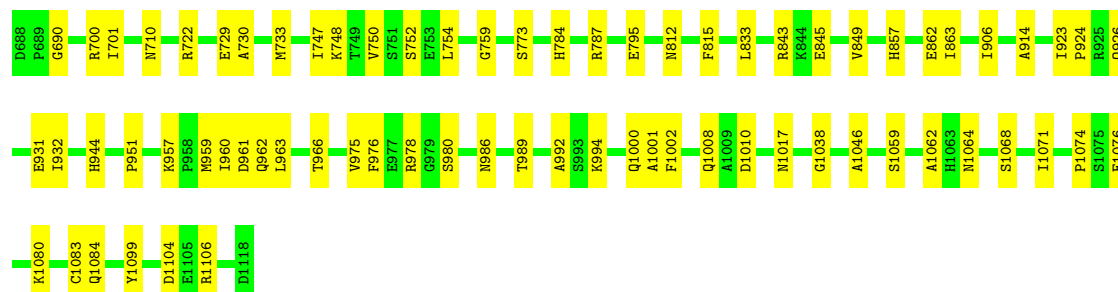 D688 P689 G690 R700 I701 N710 R722 E729 A730 M733 I747 K748 T749 V750 S751 S752 E753 L754 G759 S773 H784 R787 E795 N812 F815 L833 R843 K844 E845 V849 H857 E862 I863 I906 A914 I923 P924 R925
E931 I932 H944 P951 K957 P958 M959 I960 D961 Q962 L963 T966 V975 F976 E977 R978 G979 S980 N986 T989 A992 S993 K994 Q1000 A1001 F1002 Q1008 A1009 D1010 N1017 G1038 A1046 S1059 A1062 H1063 N1064 S1068 I1071 P1074 S1075
K1080 C1083 Q1084 Y1099 D1104 E1105 R1106 D1118